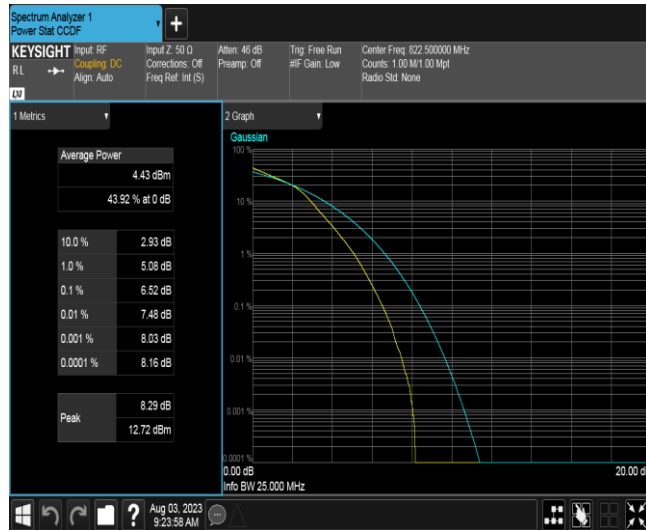 Spectrum Analyzer 1
Power Stat CCDF
KEYSIGHT
R L
LXI
Input: RF
Coupling: DC
Align: Auto
Input Z: 50 Ω
Corrections: Off
Freq Ref: Int (S)
Atten: 46 dB
Preamp: Off
Trig: Free Run
#IF Gain: Low
Center Freq: 822.500000 MHz
Counts: 1.00 M/1.00 Mpt
Radio Std: None
1 Metrics
Average Power
4.43 dBm
43.92 % at 0 dB
10.0 % 2.93 dB
1.0 % 5.08 dB
0.1 % 6.52 dB
0.01 % 7.48 dB
0.001 % 8.03 dB
0.0001 % 8.16 dB
Peak
8.29 dB
12.72 dBm
2 Graph
Gaussian
100 %
10 %
1 %
0.1 %
0.01 %
0.001 %
0.0001 %
0.00 dB
20.00 d
Info BW 25.000 MHz
?
Aug 03, 2023
9:23:58 AM